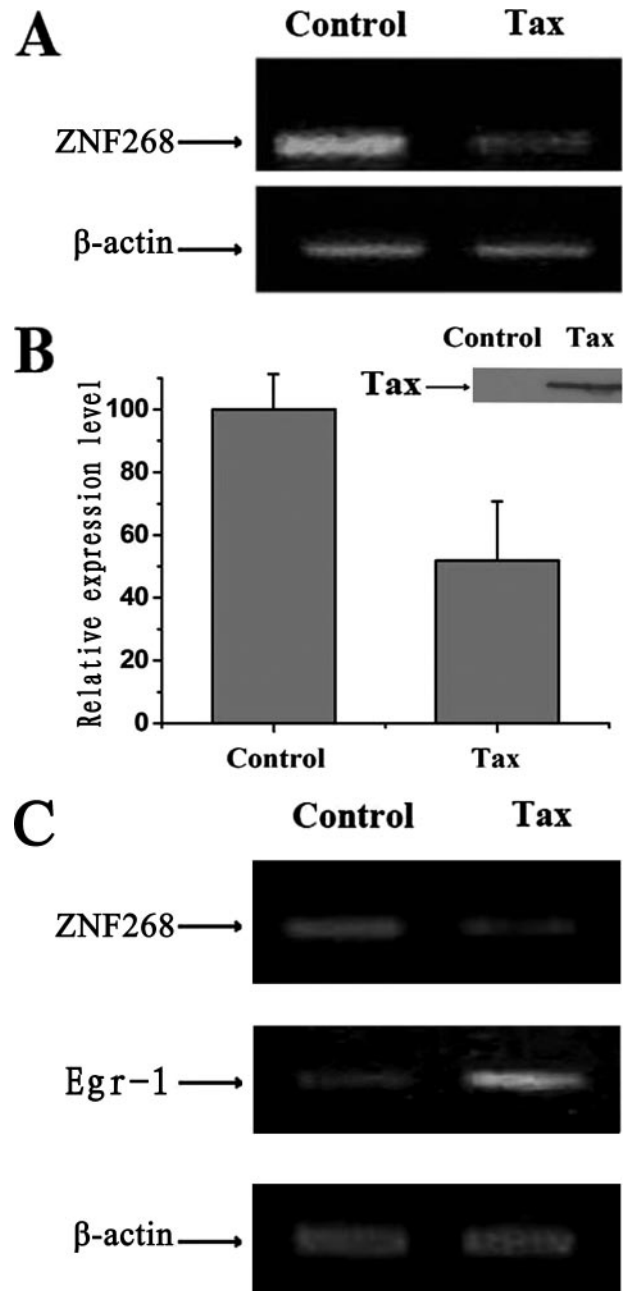 A
Control Tax
ZNF268
β-actin
B
Control Tax
Tax
Relative expression level
100
80
60
40
20
0
Control Tax
C
Control Tax
ZNF268
Egr-1
β-actin